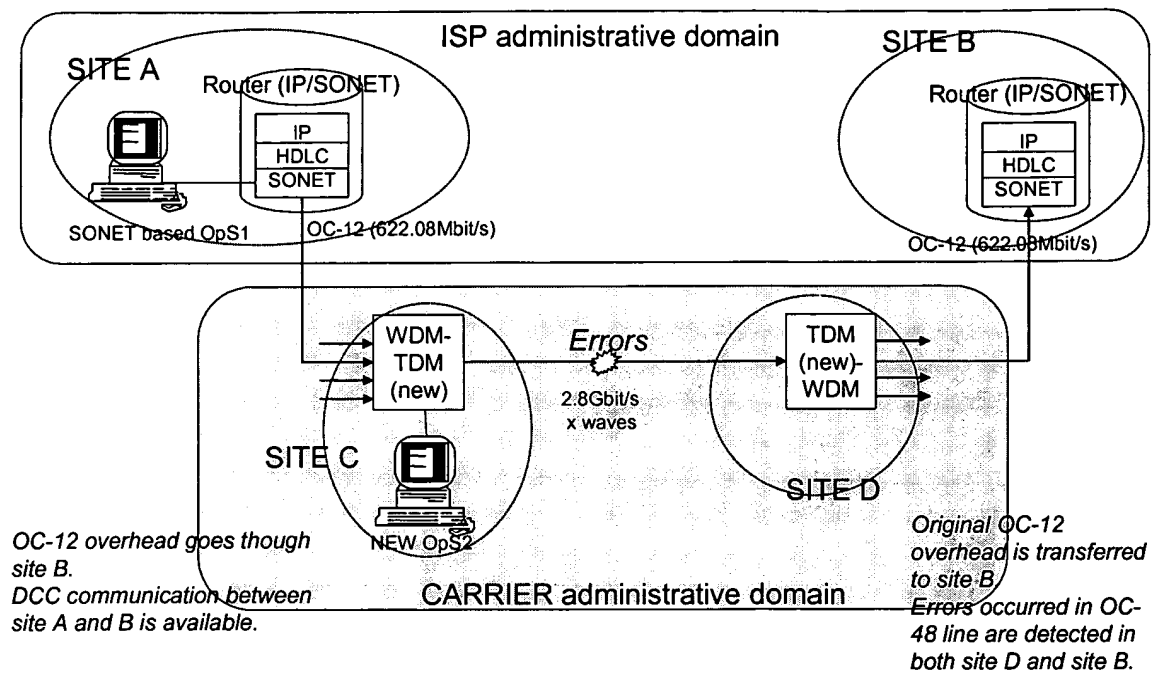 ISP administrative domain
SITE A
Router (IP/SONET)
IP
HDLC
SONET
SONET based OpS1
OC-12 (622.08Mbit/s)
SITE B
Router (IP/SONET)
IP
HDLC
SONET
OC-12 (622.08Mbit/s)
WDM-
TDM
(new)
Errors
2.8Gbit/s
x waves
TDM
(new)-
WDM
SITE C
NEW OpS2
SITE D
CARRIER administrative domain
OC-12 overhead goes though
site B.
DCC communication between
site A and B is available.
Original OC-12
overhead is transferred
to site B.
Errors occurred in OC-
48 line are detected in
both site D and site B.